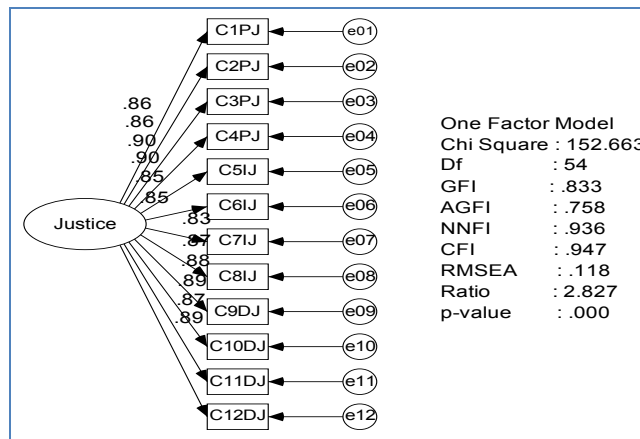 C1PJ e01
C2PJ e02
C3PJ e03
C4PJ e04
C5IJ e05
C6IJ e06
C7IJ e07
C8IJ e08
C9DJ e09
C10DJ e10
C11DJ e11
C12DJ e12
Justice
.86
.86
.90
.90
.85
.85
.83
.87
.88
.89
.87
.89
One Factor Model
Chi Square : 152.663
Df : 54
GFI : .833
AGFI : .758
NNFI : .936
CFI : .947
RMSEA : .118
Ratio : 2.827
p-value : .000